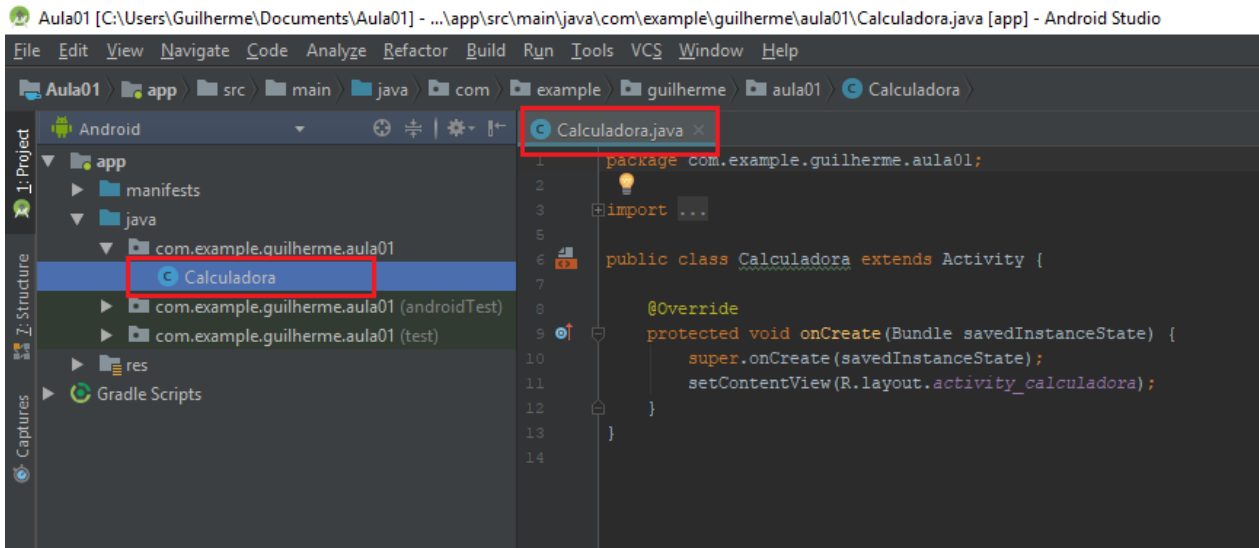 Aula01 [C:\Users\Guilherme\Documents\Aula01] - ...\app\src\main\java\com\example\guilherme\aula01\Calculadora.java [app] - Android Studio
File Edit View Navigate Code Analyze Refactor Build Run Tools VCS Window Help
Aula01 app src main java com example guilherme aula01 Calculadora
1: Project
Z: Structure
Captures
Android
app
manifests
java
com.example.guilherme.aula01
Calculadora
com.example.guilherme.aula01 (androidTest)
com.example.guilherme.aula01 (test)
res
Gradle Scripts
Calculadora.java
1 package com.example.guilherme.aula01;
2
3 import ...
5
6 public class Calculadora extends Activity {
7
8 @Override
9 protected void onCreate(Bundle savedInstanceState) {
10 super.onCreate(savedInstanceState);
11 setContentView(R.layout.activity_calculadora);
12 }
13 }
14